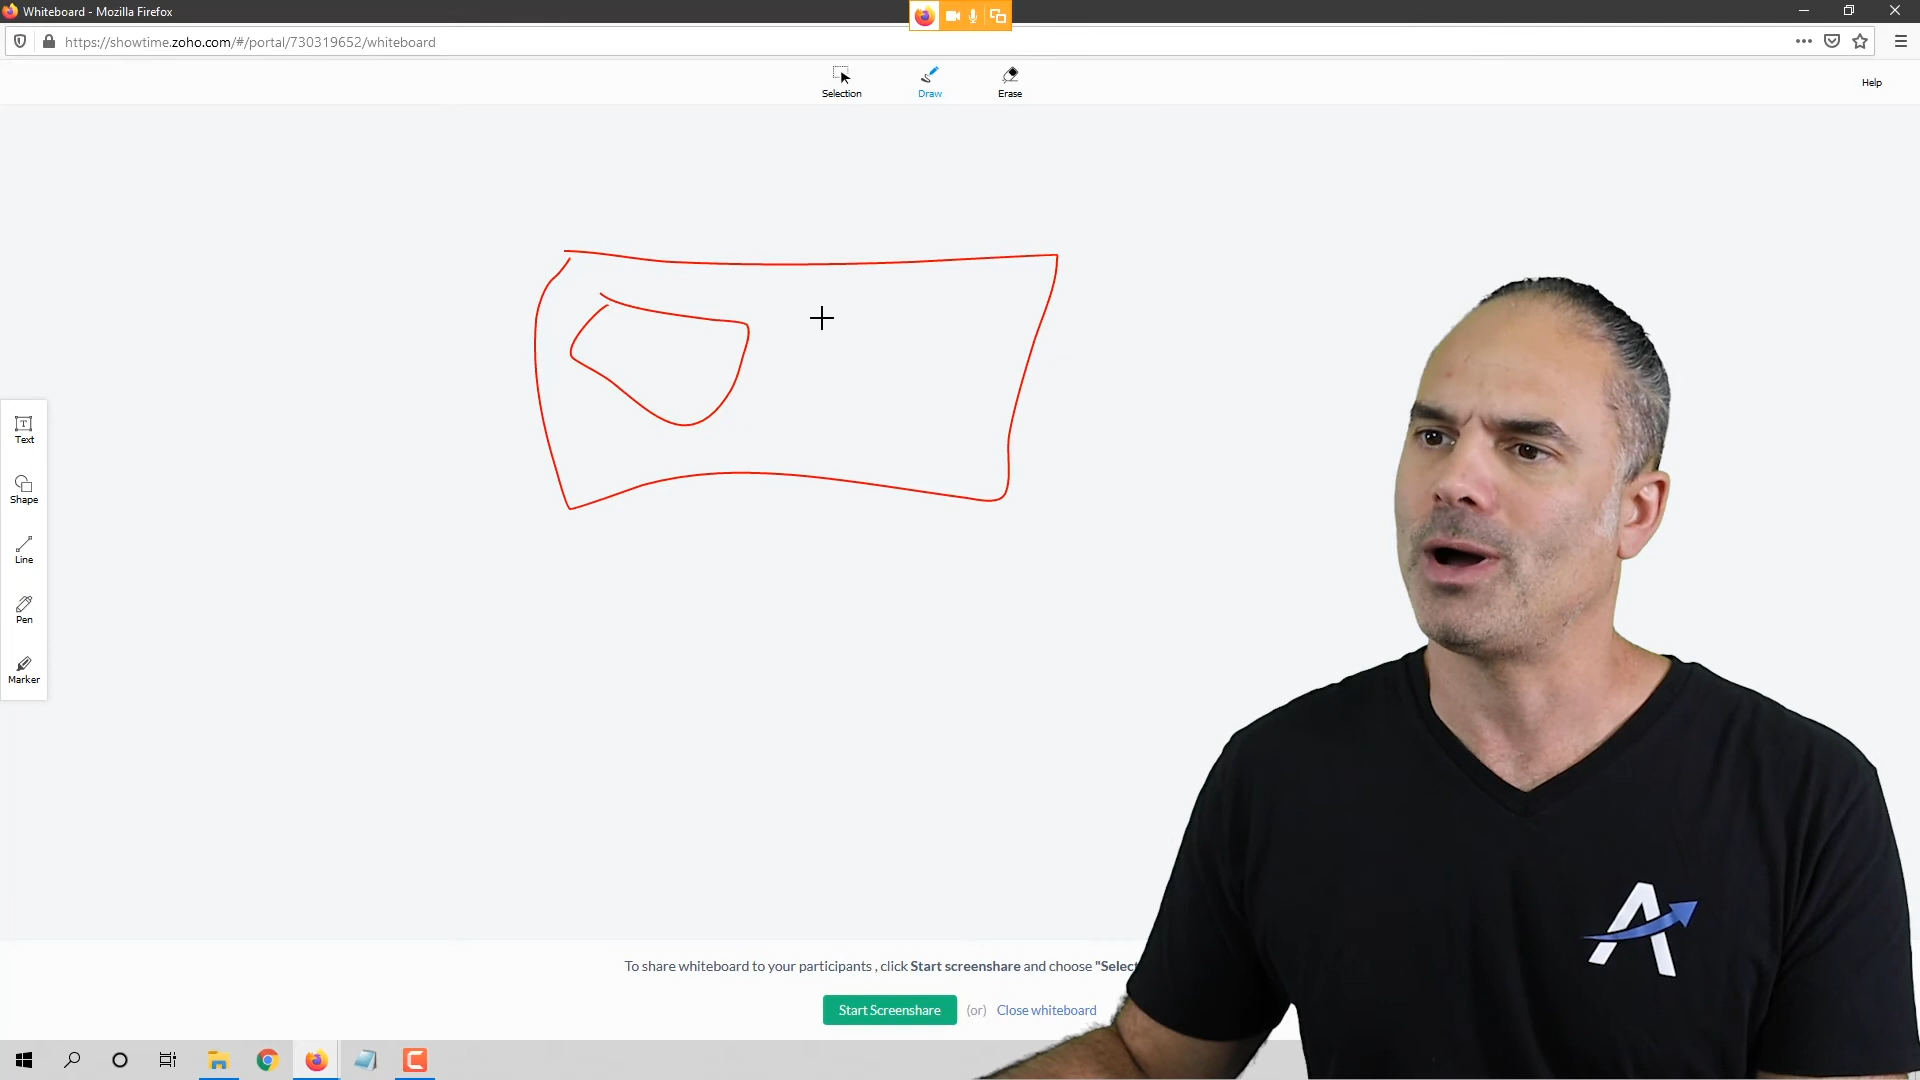 Whiteboard - Mozilla Firefox
https://showtime.zoho.com/#/portal/730319652/whiteboard
Selection
Draw
Erase
Help
Text
Shape
Line
Pen
Marker
To share whiteboard to your participants , click Start screenshare and choose "Select
Start Screenshare (or) Close whiteboard